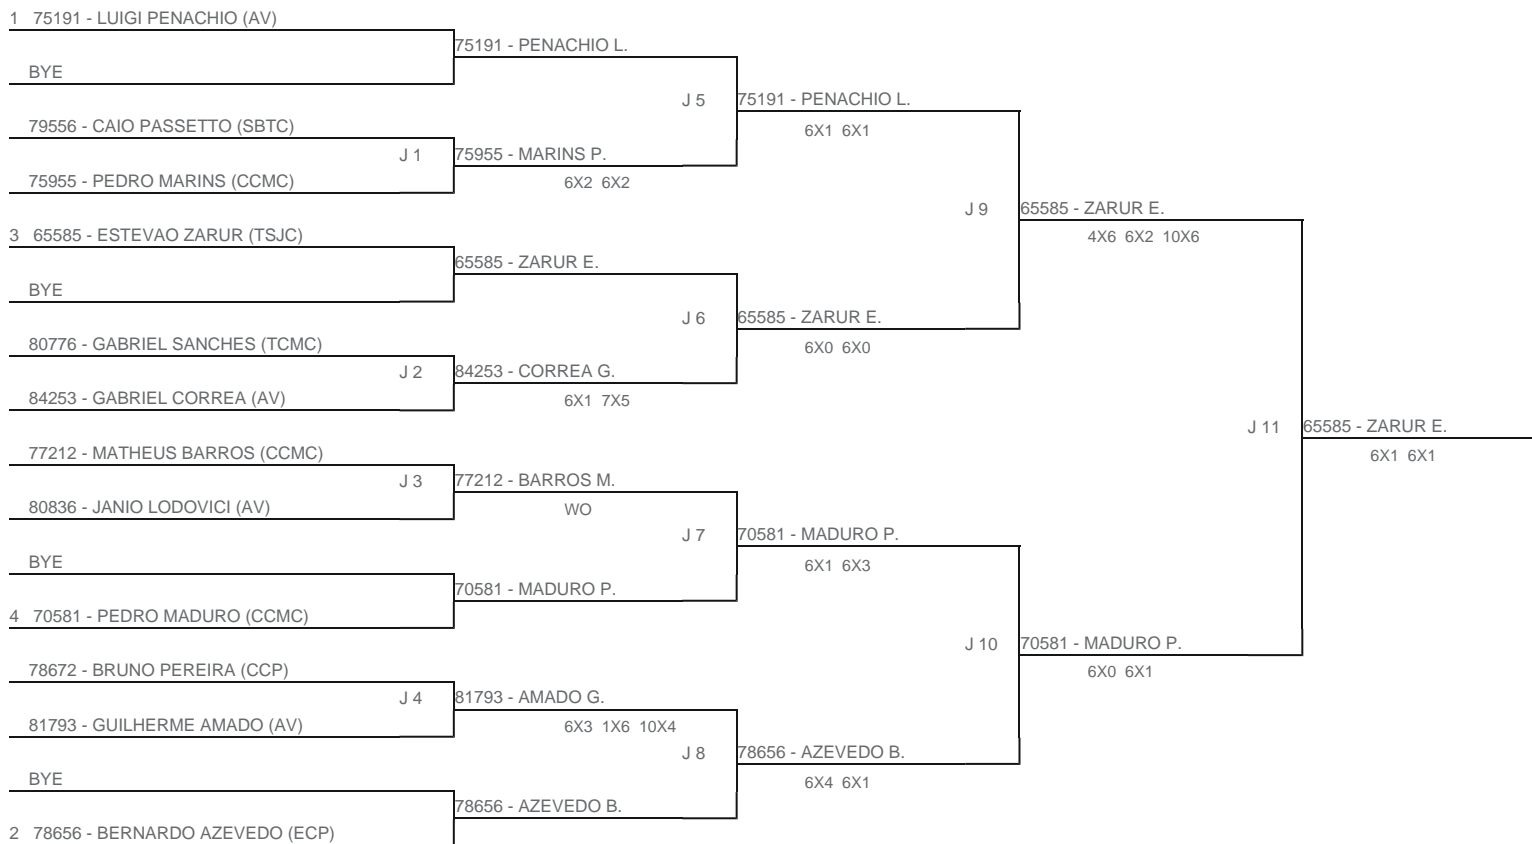 1 75191 - LUIGI PENACHIO (AV)
75191 - PENACHIO L.
BYE
J 5
75191 - PENACHIO L.
6X1 6X1
79556 - CAIO PASSETTO (SBTC)
J 1
75955 - MARINS P.
6X2 6X2
75955 - PEDRO MARINS (CCMC)
J 9
65585 - ZARUR E.
4X6 6X2 10X6
3 65585 - ESTEVAO ZARUR (TSJC)
65585 - ZARUR E.
BYE
J 6
65585 - ZARUR E.
6X0 6X0
80776 - GABRIEL SANCHES (TCMC)
J 2
84253 - CORREA G.
6X1 7X5
84253 - GABRIEL CORREA (AV)
J 11
65585 - ZARUR E.
6X1 6X1
77212 - MATHEUS BARROS (CCMC)
J 3
77212 - BARROS M.
WO
80836 - JANIO LODOVICI (AV)
J 7
70581 - MADURO P.
6X1 6X3
BYE
70581 - MADURO P.
4 70581 - PEDRO MADURO (CCMC)
J 10
70581 - MADURO P.
6X0 6X1
78672 - BRUNO PEREIRA (CCP)
J 4
81793 - AMADO G.
6X3 1X6 10X4
81793 - GUILHERME AMADO (AV)
J 8
78656 - AZEVEDO B.
6X4 6X1
BYE
78656 - AZEVEDO B.
2 78656 - BERNARDO AZEVEDO (ECP)